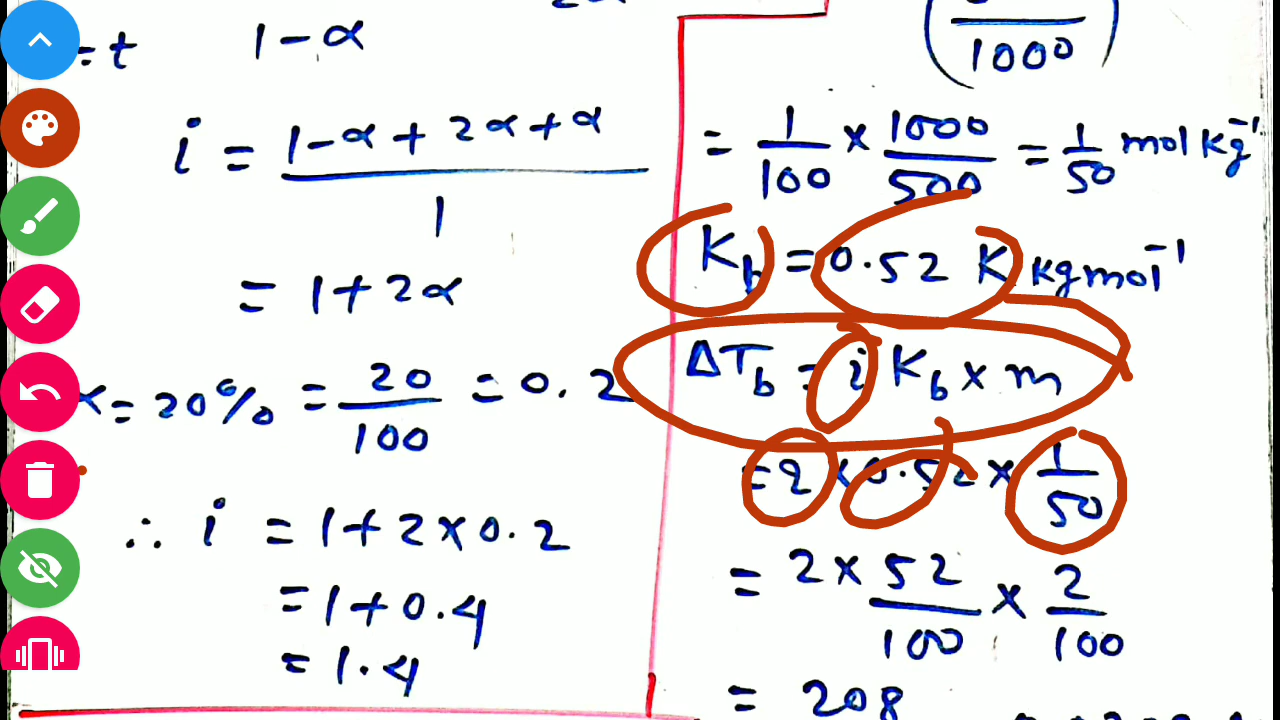 =t 1-α
i = 1-α+2α+α / 1
= 1+2α
α = 20% = 20/100 = 0.2
∴ i = 1+2×0.2
= 1+0.4
= 1.4
1000
= 1/100 × 1000/500 = 1/50 mol kg⁻¹
K_b = 0.52 K kg mol⁻¹
ΔT_b = i K_b × m
= 2 × 0.52 × 1/50
= 2 × 52/100 × 2/100
= 208